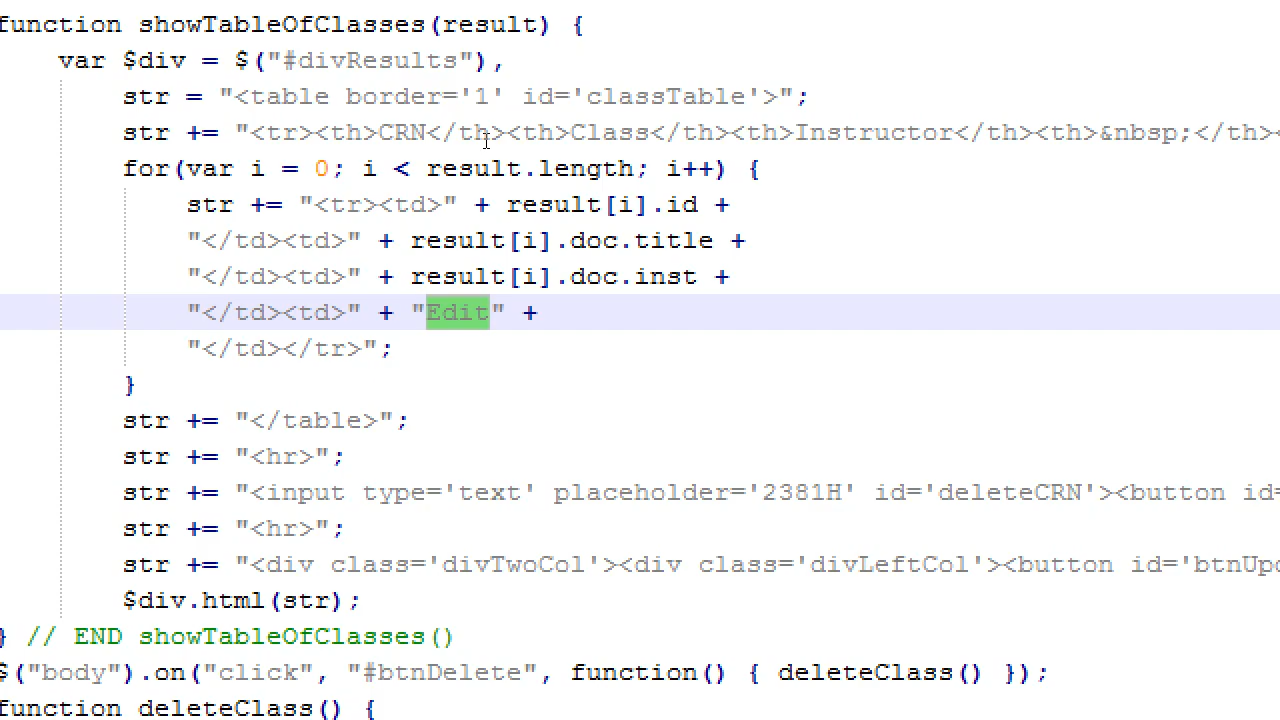 function showTableOfClasses(result) {
var $div = $("#divResults"),
str = "<table border='1' id='classTable'>";
str += "<tr><th>CRN</th><th>Class</th><th>Instructor</th><th>&nbsp;</th><
for(var i = 0; i < result.length; i++) {
str += "<tr><td>" + result[i].id +
"</td><td>" + result[i].doc.title +
"</td><td>" + result[i].doc.inst +
"</td><td>" + "Edit" +
"</td></tr>";
}
str += "</table>";
str += "<hr>";
str += "<input type='text' placeholder='2381H' id='deleteCRN'><button id=
str += "<hr>";
str += "<div class='divTwoCol'><div class='divLeftCol'><button id='btnUpd
$div.html(str);
} // END showTableOfClasses()
$("body").on("click", "#btnDelete", function() { deleteClass() });
function deleteClass() {